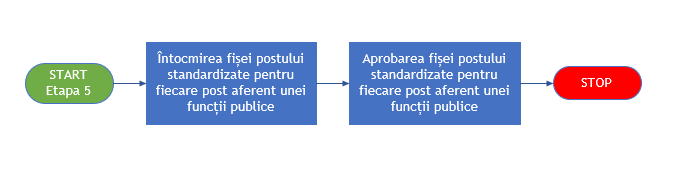 START
Etapa 5
Întocmirea fișei postului
standardizate pentru
fiecare post aferent unei
funcții publice
Aprobarea fișei postului
standardizate pentru
fiecare post aferent unei
funcții publice
STOP